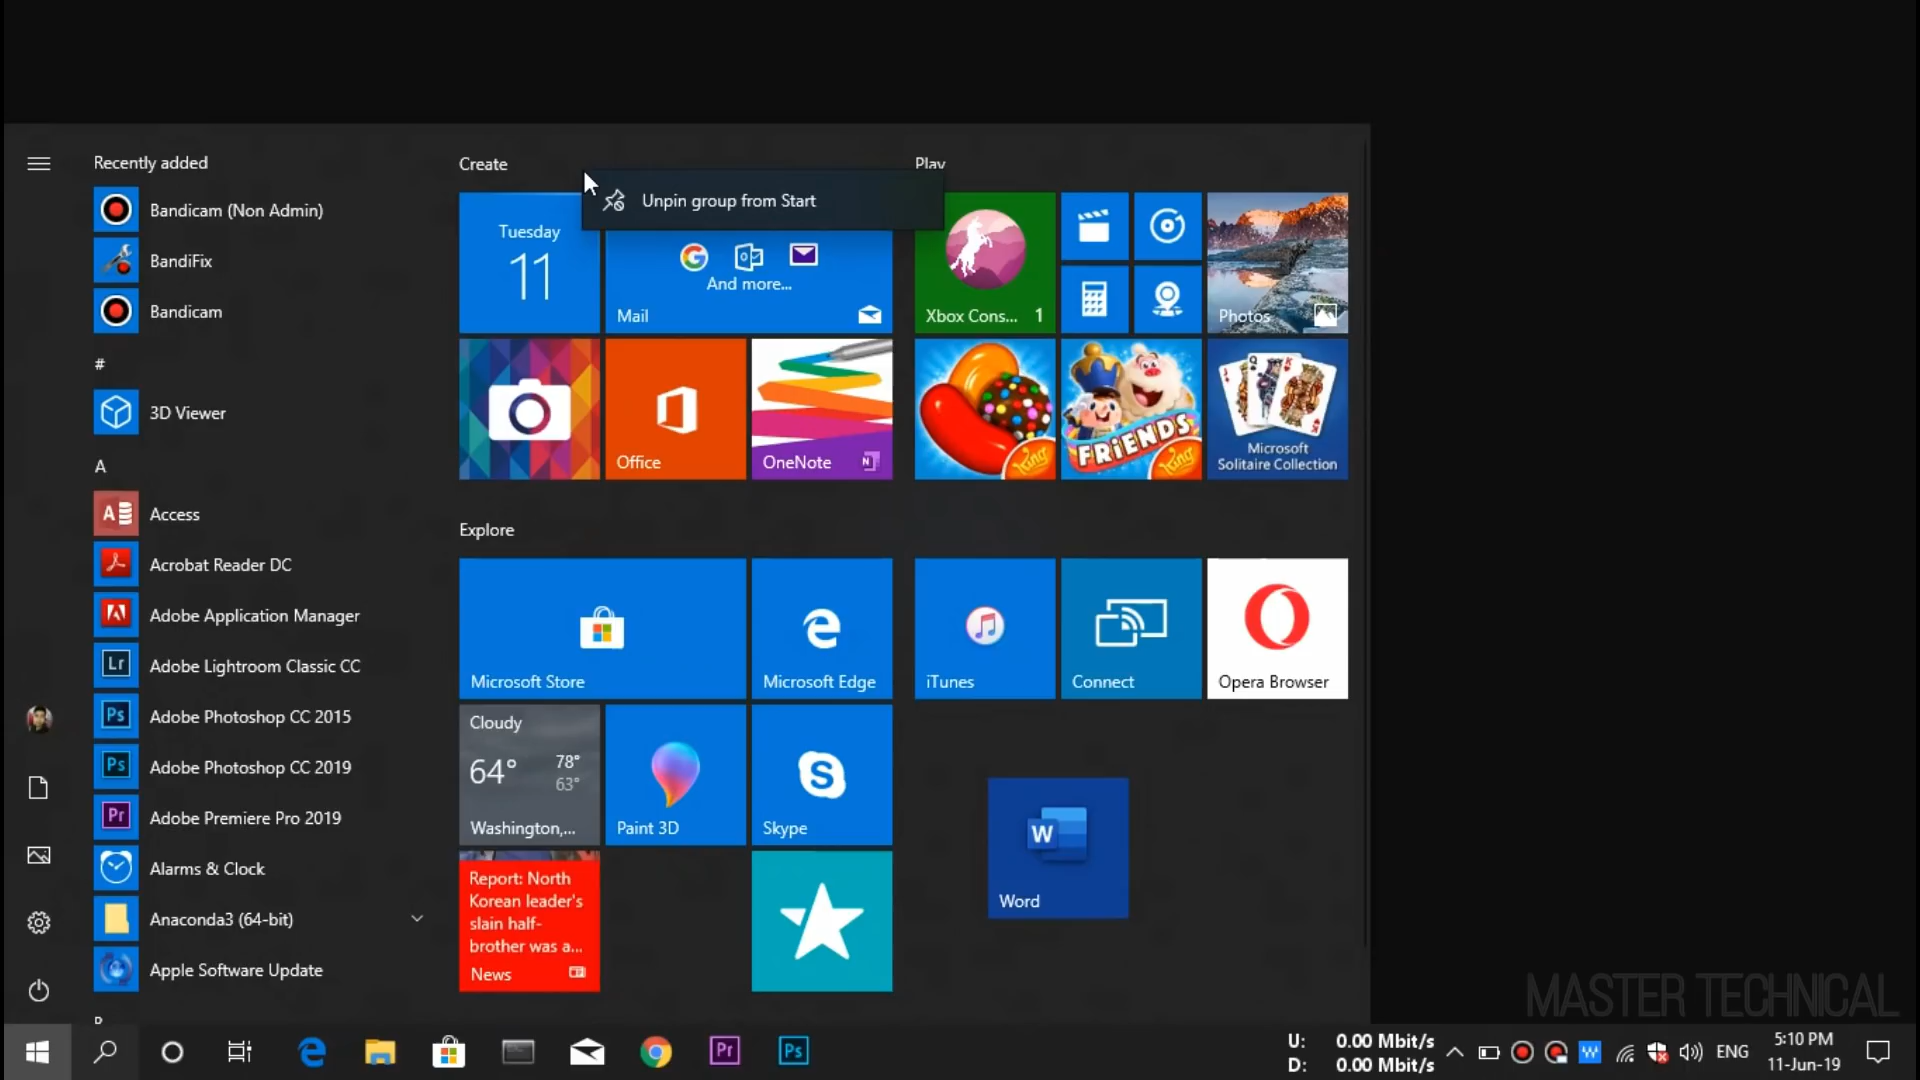 Recently added
Bandicam (Non Admin)
BandiFix
Bandicam
#
3D Viewer
A
Access
Acrobat Reader DC
Adobe Application Manager
Adobe Lightroom Classic CC
Adobe Photoshop CC 2015
Adobe Photoshop CC 2019
Adobe Premiere Pro 2019
Alarms & Clock
Anaconda3 (64-bit)
Apple Software Update
Create
Unpin group from Start
Tuesday
11
And more...
Mail
Office
OneNote
Play
Xbox Cons... 1
Photos
King
FRiENDS
King
Microsoft
Solitaire Collection
Explore
Microsoft Store
Microsoft Edge
iTunes
Connect
Opera Browser
Cloudy
64° 78°
63°
Washington,...
Paint 3D
Skype
Report: North
Korean leader's
slain half-
brother was a...
News
W
Word
MASTER TECHNICAL
Pr
Ps
U: 0.00 Mbit/s
D: 0.00 Mbit/s
ENG
5:10 PM
11-Jun-19